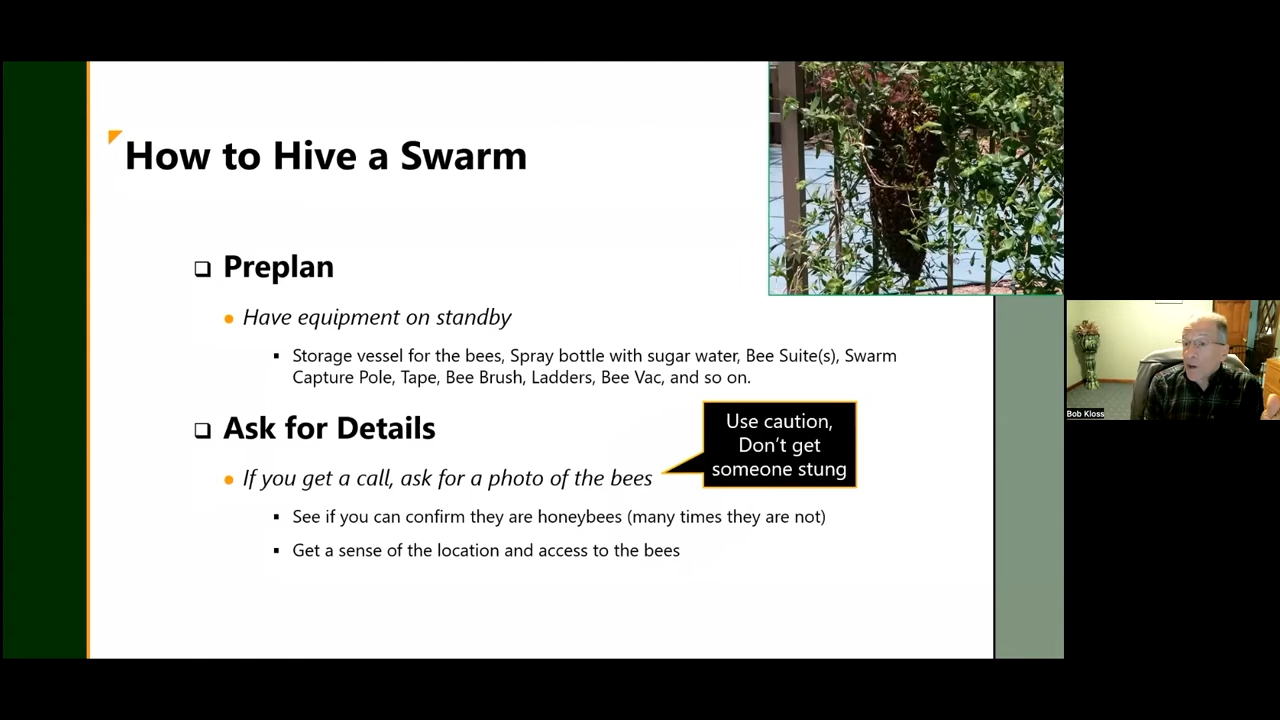 How to Hive a Swarm
❑ Preplan
• Have equipment on standby
▪ Storage vessel for the bees, Spray bottle with sugar water, Bee Suite(s), Swarm
Capture Pole, Tape, Bee Brush, Ladders, Bee Vac, and so on.
❑ Ask for Details
Use caution,
Don't get
someone stung
• If you get a call, ask for a photo of the bees
▪ See if you can confirm they are honeybees (many times they are not)
▪ Get a sense of the location and access to the bees
Bob Kloss